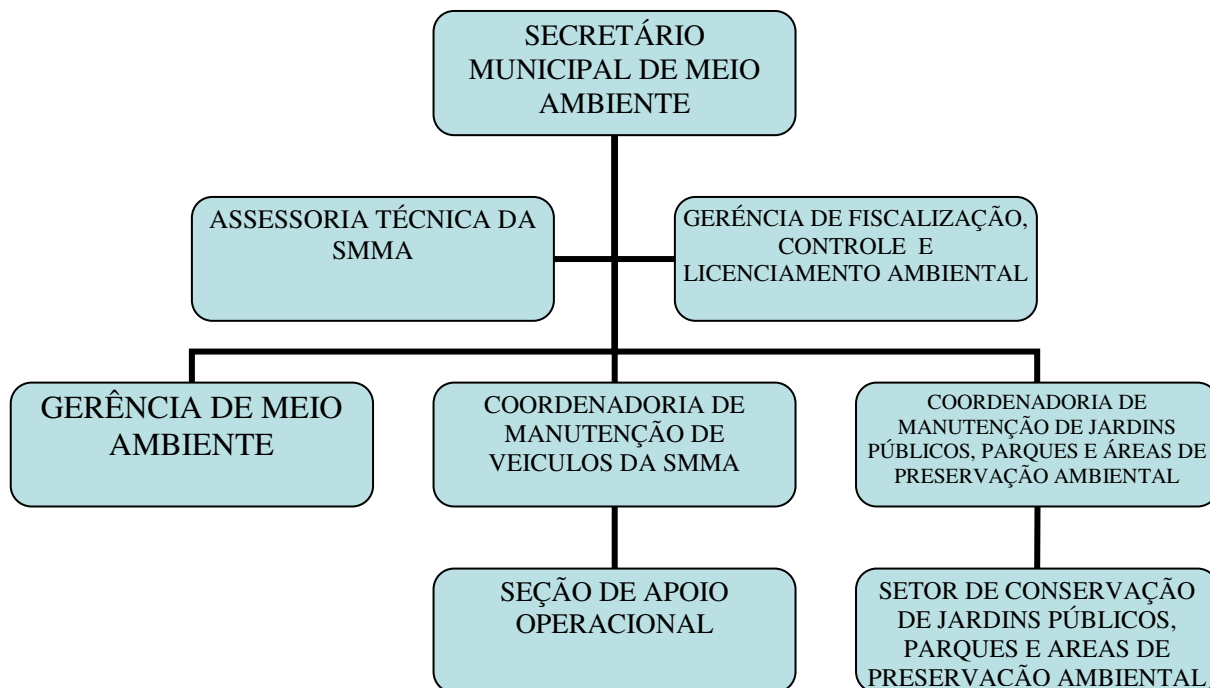 SECRETÁRIO
MUNICIPAL DE MEIO
AMBIENTE
ASSESSORIA TÉCNICA DA
SMMA
GERÉNCIA DE FISCALIZAÇÃO,
CONTROLE E
LICENCIAMENTO AMBIENTAL
GERÊNCIA DE MEIO
AMBIENTE
COORDENADORIA DE
MANUTENÇÃO DE
VEICULOS DA SMMA
COORDENADORIA DE
MANUTENÇÃO DE JARDINS
PÚBLICOS, PARQUES E ÁREAS DE
PRESERVAÇÃO AMBIENTAL
SEÇÃO DE APOIO
OPERACIONAL
SETOR DE CONSERVAÇÃO
DE JARDINS PÚBLICOS,
PARQUES E AREAS DE
PRESERVAÇÃO AMBIENTAL